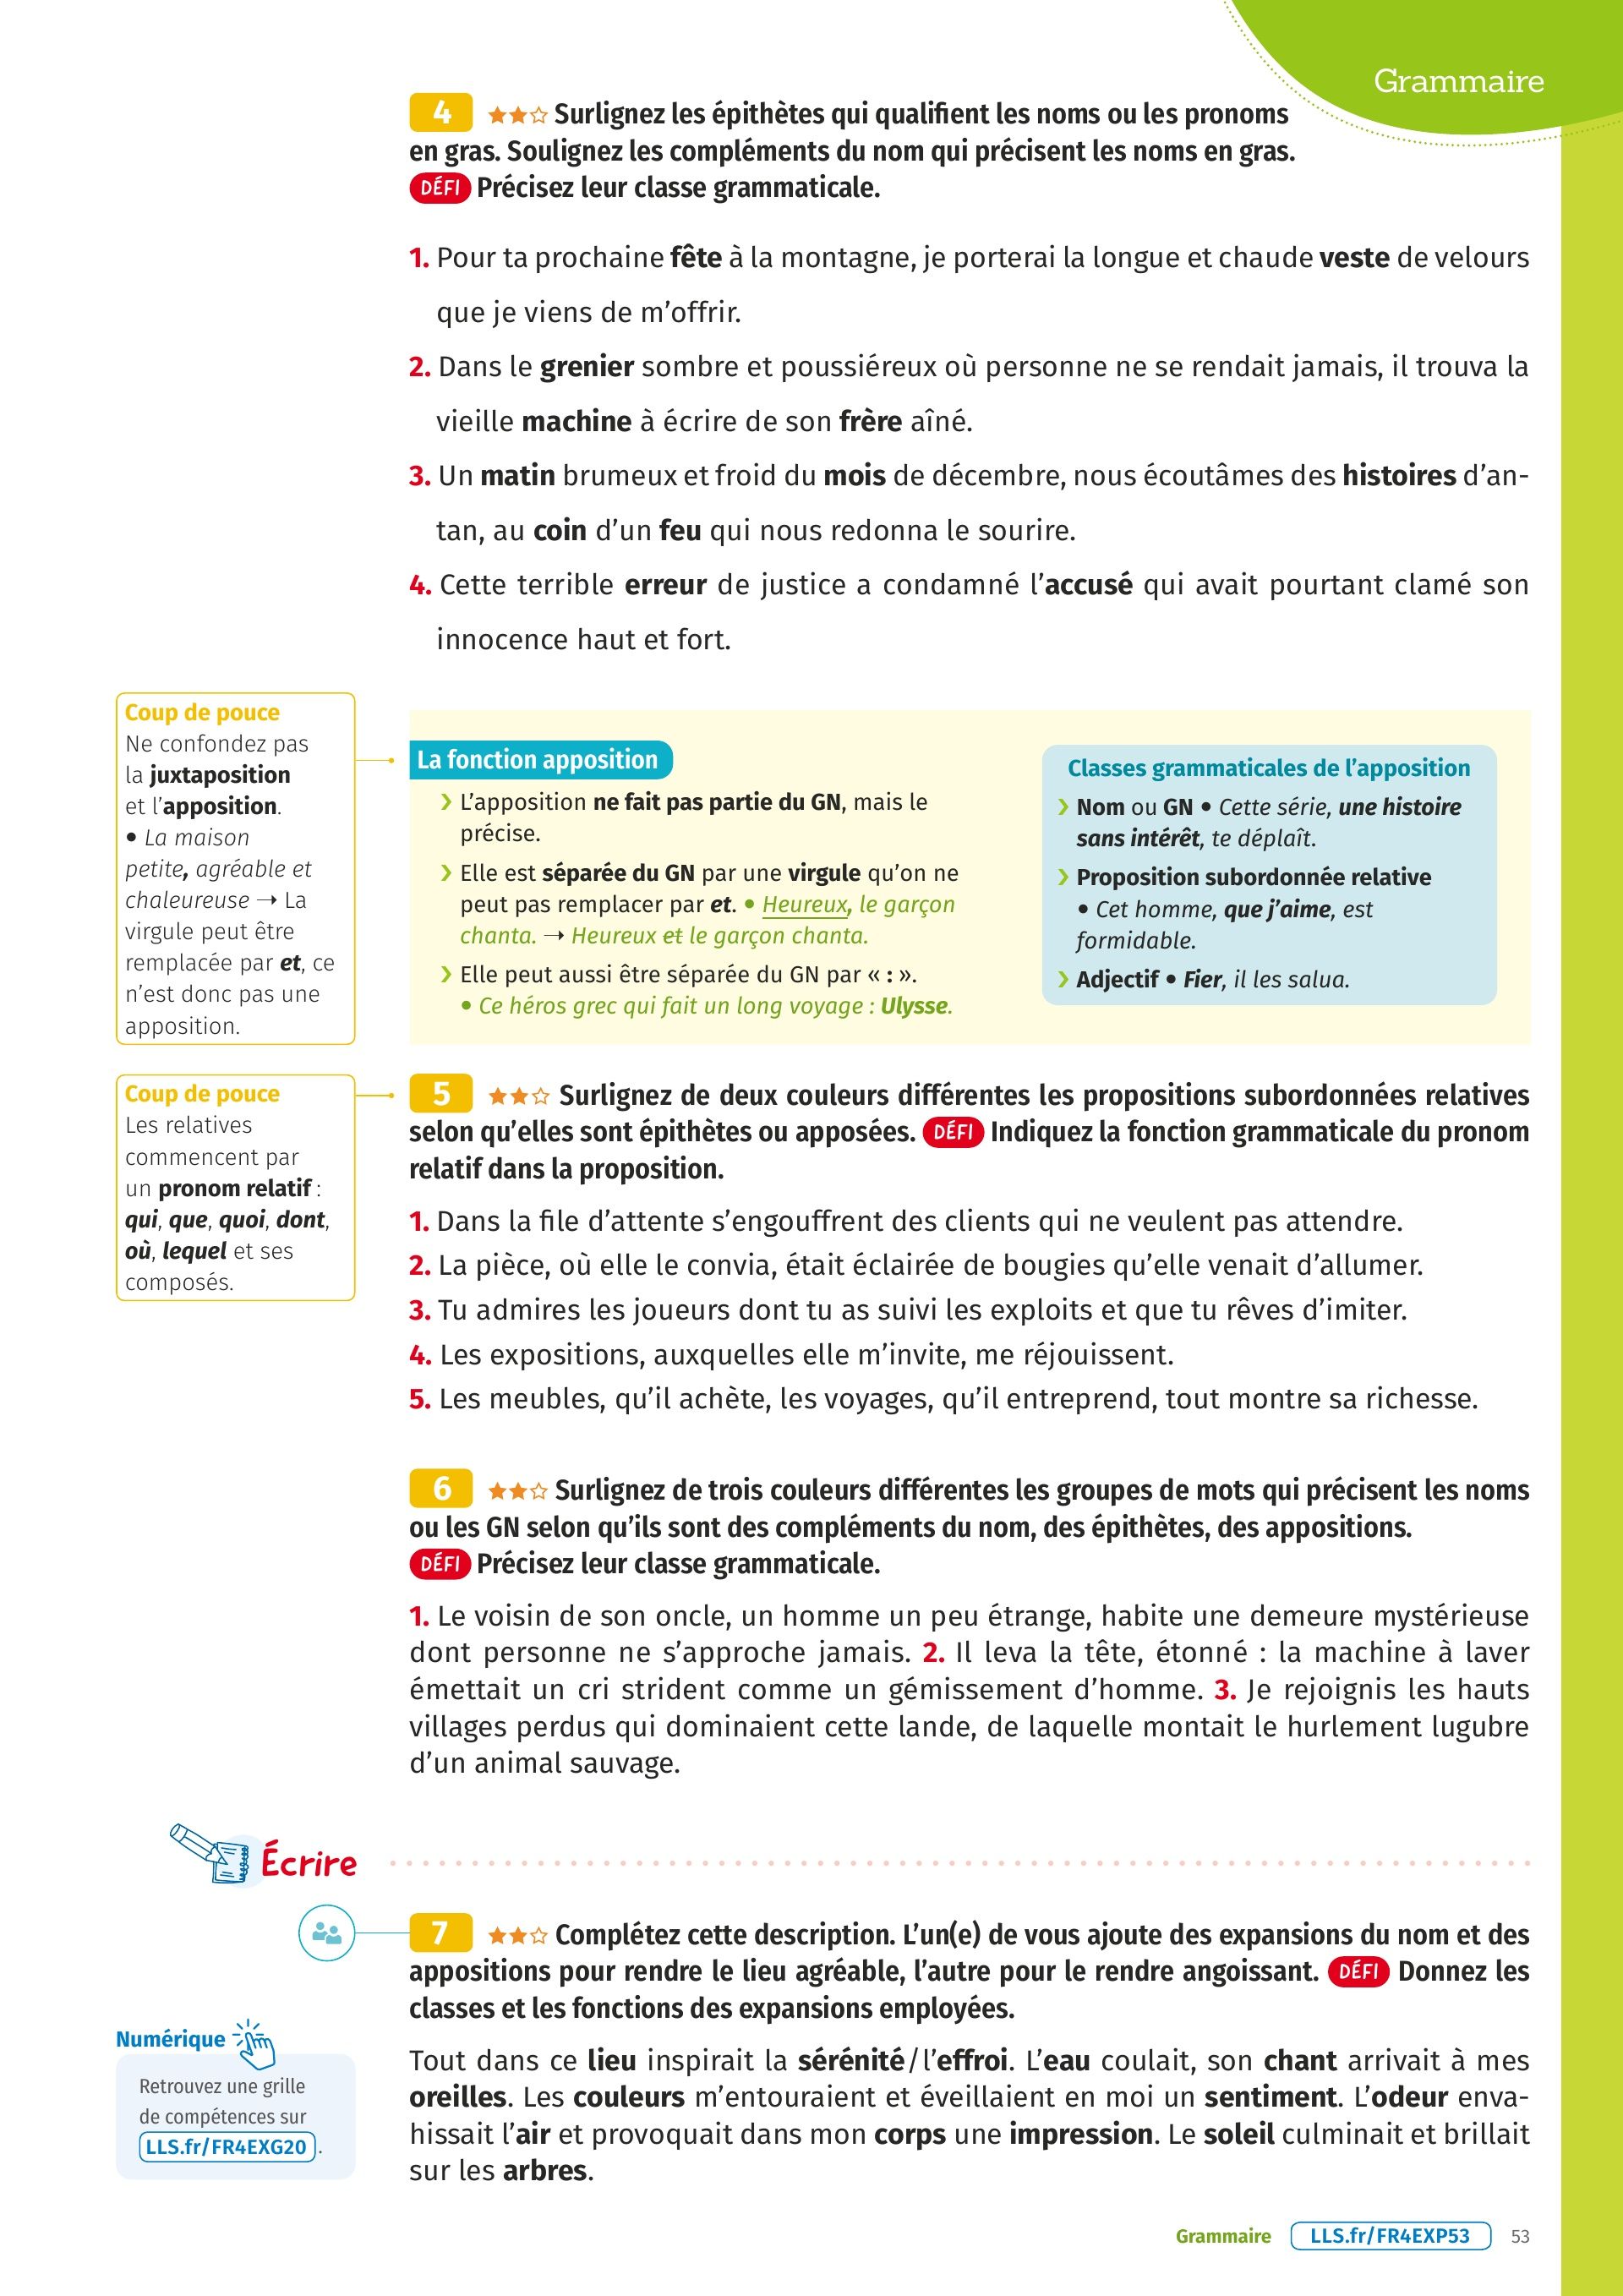 Grammaire
4 ★★☆ Surlignez les épithètes qui qualifient les noms ou les pronoms
en gras. Soulignez les compléments du nom qui précisent les noms en gras.
DÉFI Précisez leur classe grammaticale.
1. Pour ta prochaine fête à la montagne, je porterai la longue et chaude veste de velours
que je viens de m’offrir.
2. Dans le grenier sombre et poussiéreux où personne ne se rendait jamais, il trouva la
vieille machine à écrire de son frère aîné.
3. Un matin brumeux et froid du mois de décembre, nous écoutâmes des histoires d’an-
tan, au coin d’un feu qui nous redonna le sourire.
4. Cette terrible erreur de justice a condamné l’accusé qui avait pourtant clamé son
innocence haut et fort.
Coup de pouce
Ne confondez pas
la juxtaposition
et l’apposition.
• La maison
petite, agréable et
chaleureuse → La
virgule peut être
remplacée par et, ce
n’est donc pas une
apposition.
La fonction apposition
› L’apposition ne fait pas partie du GN, mais le
précise.
› Elle est séparée du GN par une virgule qu’on ne
peut pas remplacer par et. • Heureux, le garçon
chanta. → Heureux et le garçon chanta.
› Elle peut aussi être séparée du GN par « : ».
• Ce héros grec qui fait un long voyage : Ulysse.
Classes grammaticales de l’apposition
› Nom ou GN • Cette série, une histoire
sans intérêt, te déplaît.
› Proposition subordonnée relative
• Cet homme, que j’aime, est
formidable.
› Adjectif • Fier, il les salua.
Coup de pouce
Les relatives
commencent par
un pronom relatif :
qui, que, quoi, dont,
où, lequel et ses
composés.
5 ★★☆ Surlignez de deux couleurs différentes les propositions subordonnées relatives
selon qu’elles sont épithètes ou apposées. DÉFI Indiquez la fonction grammaticale du pronom
relatif dans la proposition.
1. Dans la file d’attente s’engouffrent des clients qui ne veulent pas attendre.
2. La pièce, où elle le convia, était éclairée de bougies qu’elle venait d’allumer.
3. Tu admires les joueurs dont tu as suivi les exploits et que tu rêves d’imiter.
4. Les expositions, auxquelles elle m’invite, me réjouissent.
5. Les meubles, qu’il achète, les voyages, qu’il entreprend, tout montre sa richesse.
6 ★★☆ Surlignez de trois couleurs différentes les groupes de mots qui précisent les noms
ou les GN selon qu’ils sont des compléments du nom, des épithètes, des appositions.
DÉFI Précisez leur classe grammaticale.
1. Le voisin de son oncle, un homme un peu étrange, habite une demeure mystérieuse
dont personne ne s’approche jamais. 2. Il leva la tête, étonné : la machine à laver
émettait un cri strident comme un gémissement d’homme. 3. Je rejoignis les hauts
villages perdus qui dominaient cette lande, de laquelle montait le hurlement lugubre
d’un animal sauvage.
Écrire
7 ★★☆ Complétez cette description. L’un(e) de vous ajoute des expansions du nom et des
appositions pour rendre le lieu agréable, l’autre pour le rendre angoissant. DÉFI Donnez les
classes et les fonctions des expansions employées.
Numérique
Retrouvez une grille
de compétences sur
LLS.fr/FR4EXG20.
Tout dans ce lieu inspirait la sérénité/l’effroi. L’eau coulait, son chant arrivait à mes
oreilles. Les couleurs m’entouraient et éveillaient en moi un sentiment. L’odeur enva-
hissait l’air et provoquait dans mon corps une impression. Le soleil culminait et brillait
sur les arbres.
Grammaire LLS.fr/FR4EXP53 53